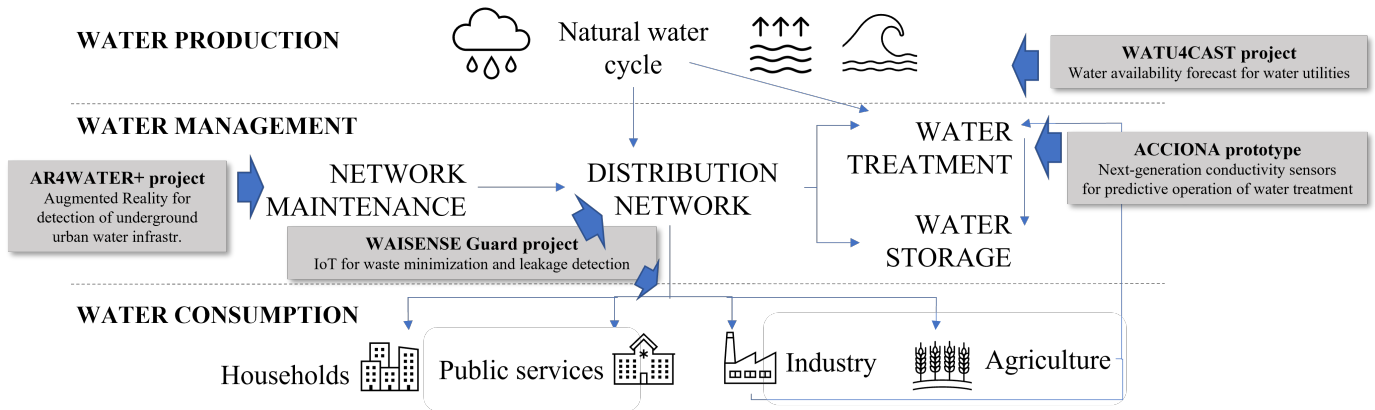 WATER PRODUCTION
Natural water
cycle
WATU4CAST project
Water availability forecast for water utilities
WATER MANAGEMENT
AR4WATER+ project
Augmented Reality for
detection of underground
urban water infrastr.
NETWORK
MAINTENANCE
DISTRIBUTION
NETWORK
WATER
TREATMENT
ACCIONA prototype
Next-generation conductivity sensors
for predictive operation of water treatment
WAISENSE Guard project
IoT for waste minimization and leakage detection
WATER
STORAGE
WATER CONSUMPTION
Households
Public services
Industry
Agriculture